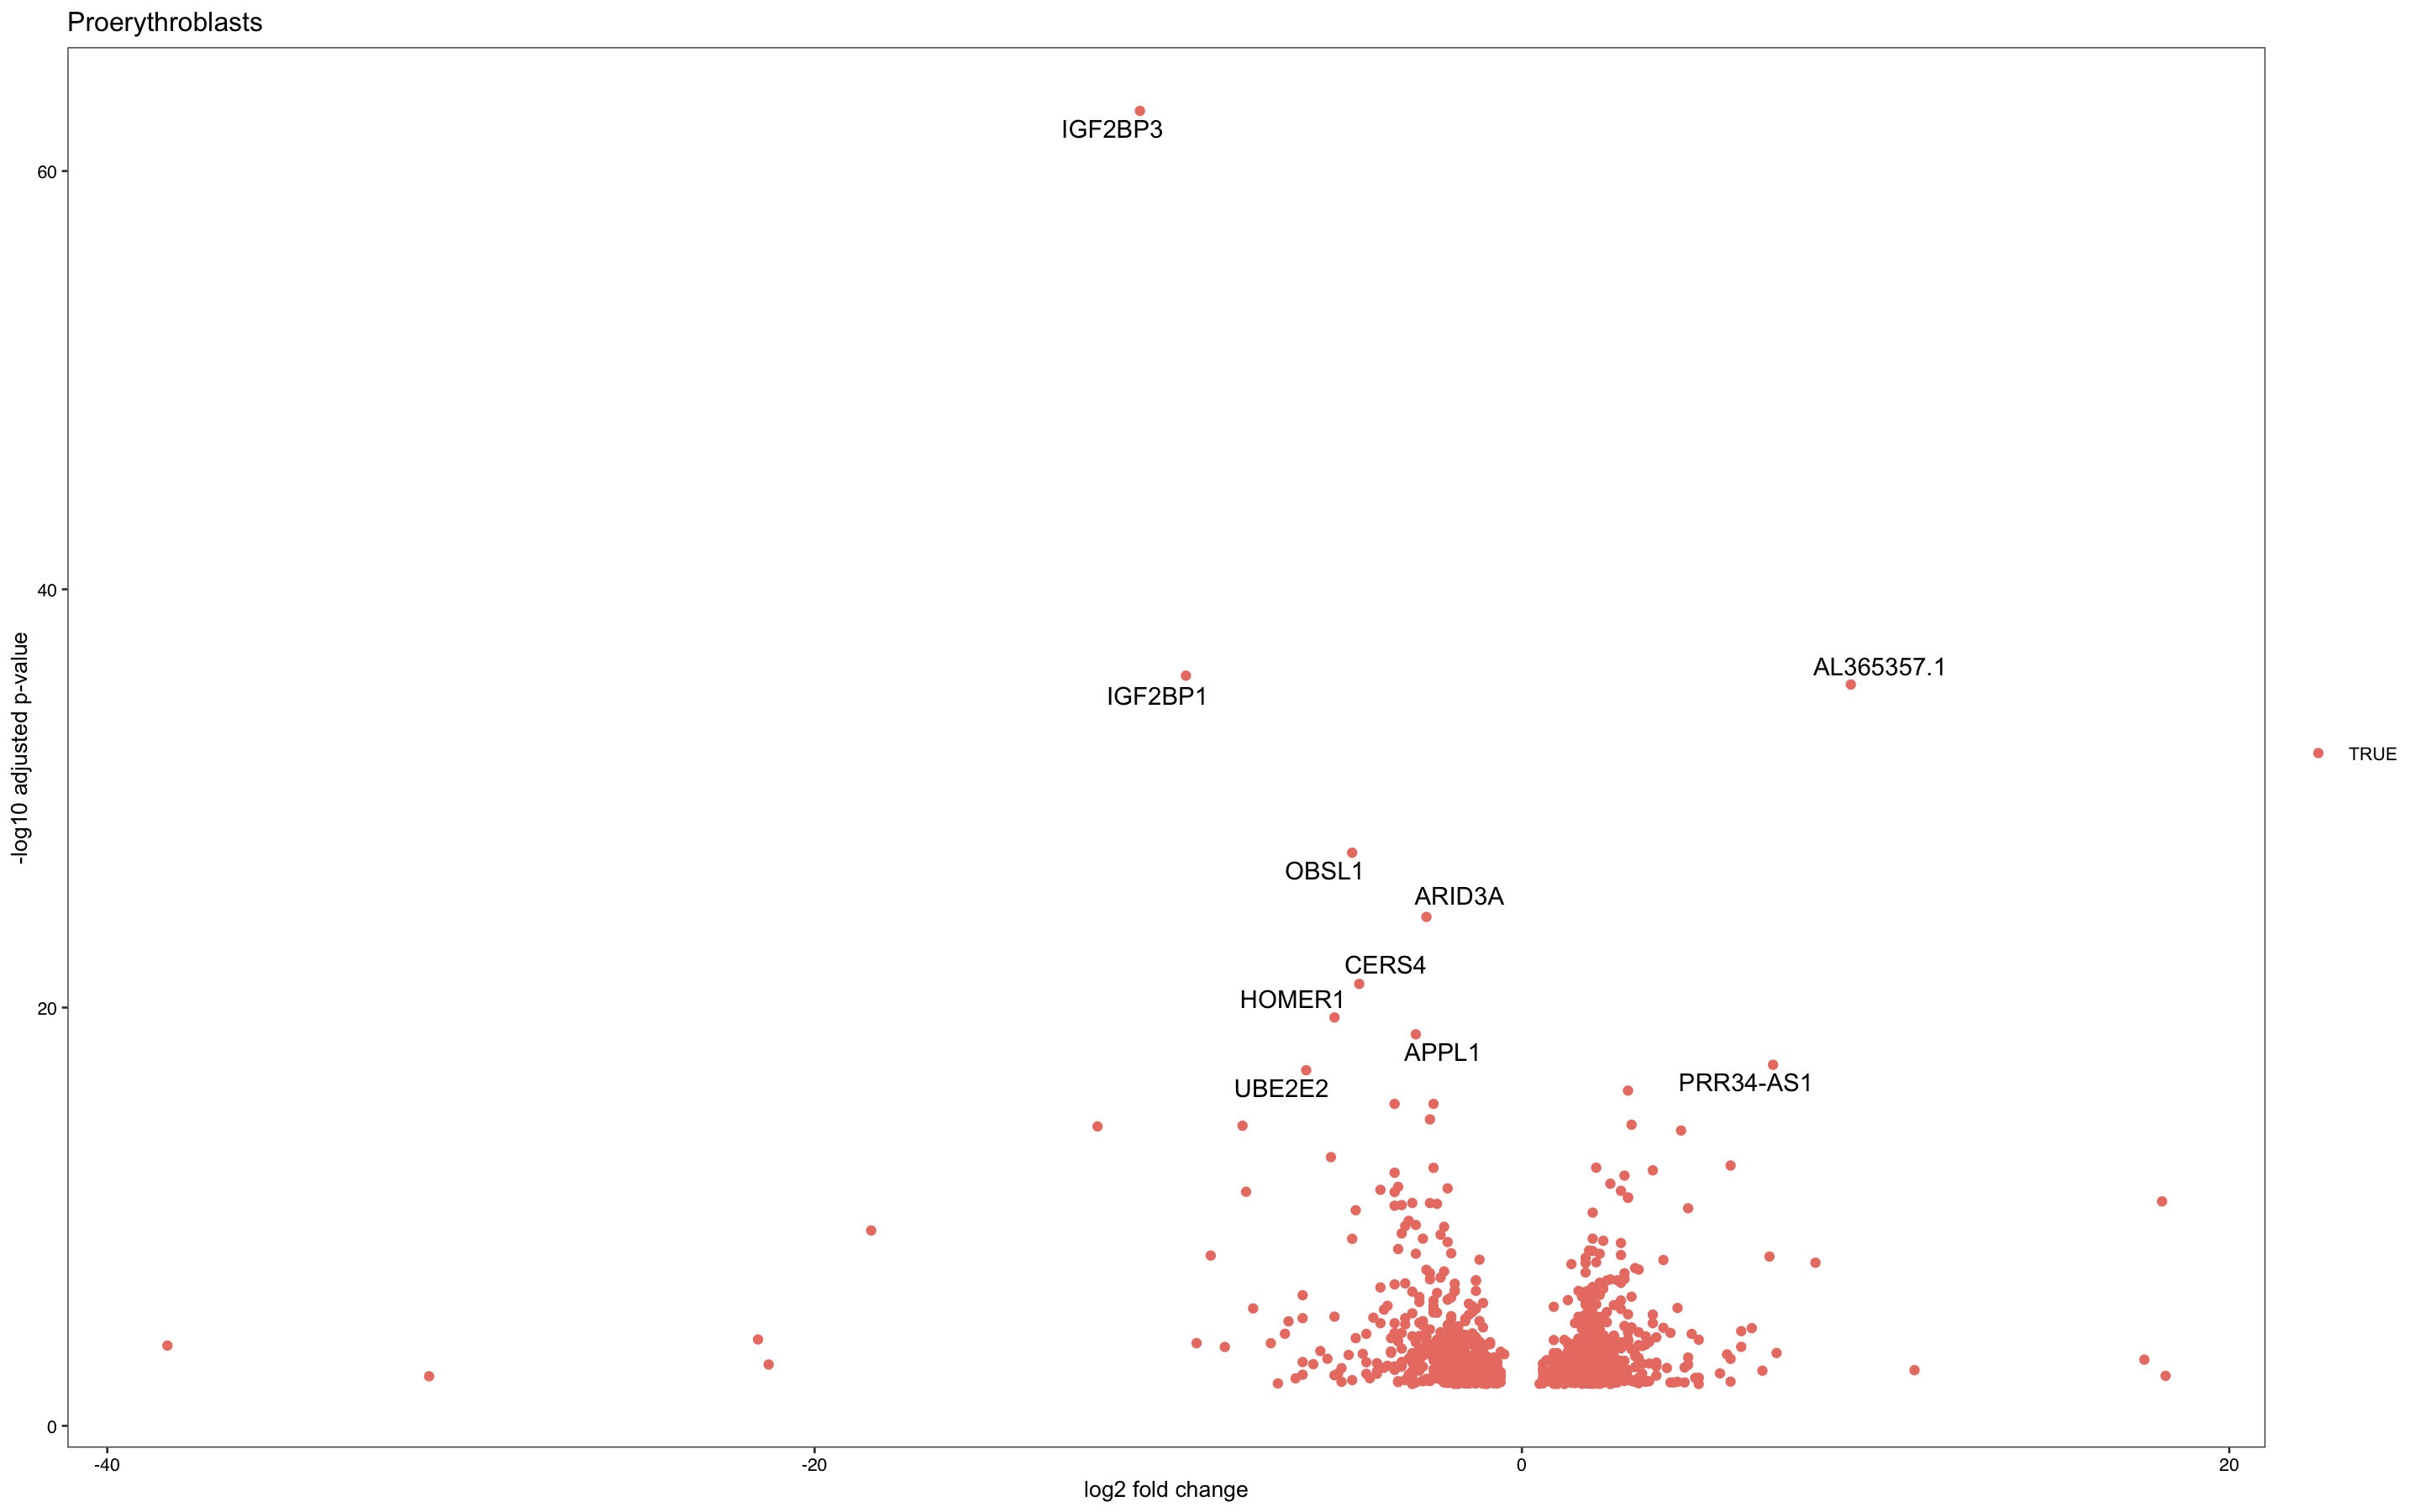 Proerythroblasts
IGF2BP3
60
40
AL365357.1
IGF2BP1
-log10 adjusted p-value
TRUE
OBSL1
ARID3A
CERS4
HOMER1
20
APPL1
PRR34-AS1
UBE2E2
0
-40
-20
0
20
log2 fold change